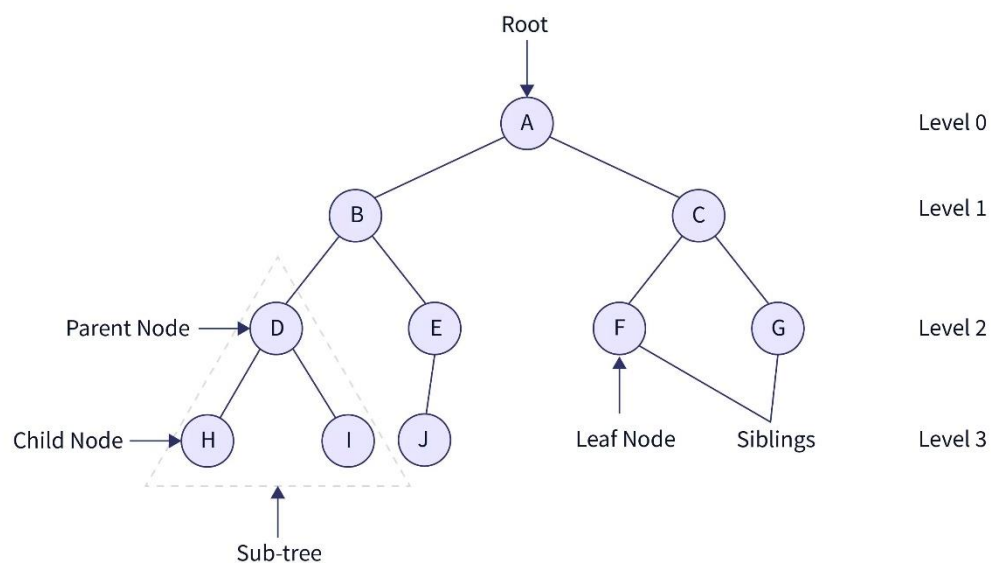 Root
A
Level 0
B
C
Level 1
Parent Node
D
E
F
G
Level 2
Child Node
H
I
J
Leaf Node
Siblings
Level 3
Sub-tree